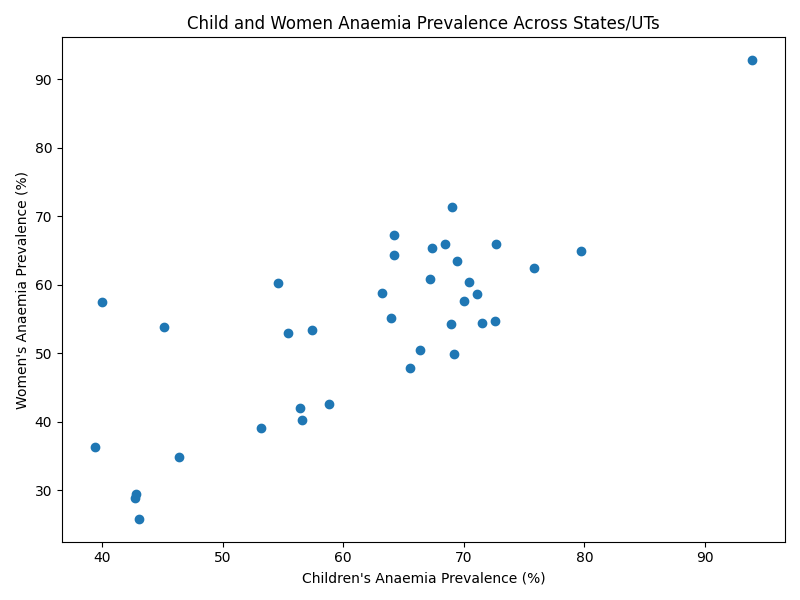 Child and Women Anaemia Prevalence Across States/UTs
90
80
70
60
50
40
30
Women's Anaemia Prevalence (%)
40 50 60 70 80 90
Children's Anaemia Prevalence (%)